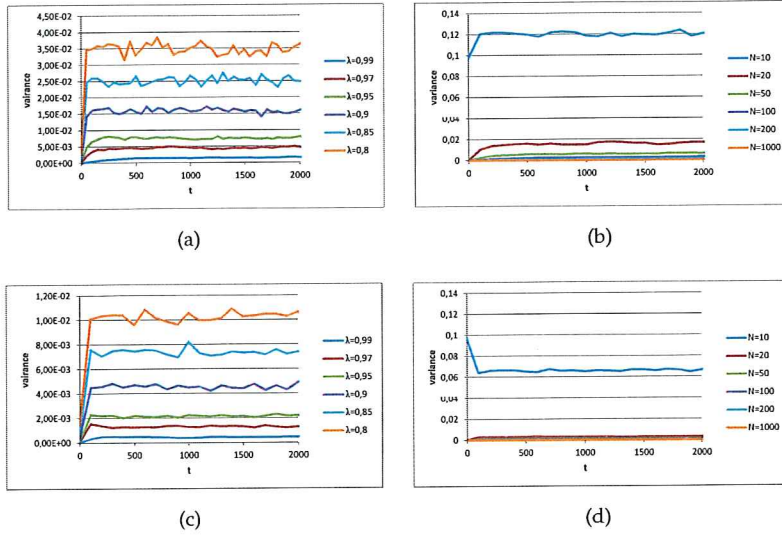 4,50E-02
4,00E-02
3,50E-02
3,00E-02
2,50E-02
2,00E-02
1,50E-02
1,00E-02
5,00E-03
0,00E+00
vairance
0 500 1000 1500 2000
t
λ=0,99
λ=0,97
λ=0,95
λ=0,9
λ=0,85
λ=0,8
(a)
0,14
0,12
0,1
0,08
0,06
0,04
0,02
0
variance
0 500 1000 1500 2000
t
N=10
N=20
N=50
N=100
N=200
N=1000
(b)
1,20E-02
1,00E-02
8,00E-03
6,00E-03
4,00E-03
2,00E-03
0,00E+00
vairance
0 500 1000 1500 2000
t
λ=0,99
λ=0,97
λ=0,95
λ=0,9
λ=0,85
λ=0,8
(c)
0,14
0,12
0,1
0,08
0,06
0,04
0,02
0
variance
0 500 1000 1500 2000
t
N=10
N=20
N=50
N=100
N=200
N=1000
(d)